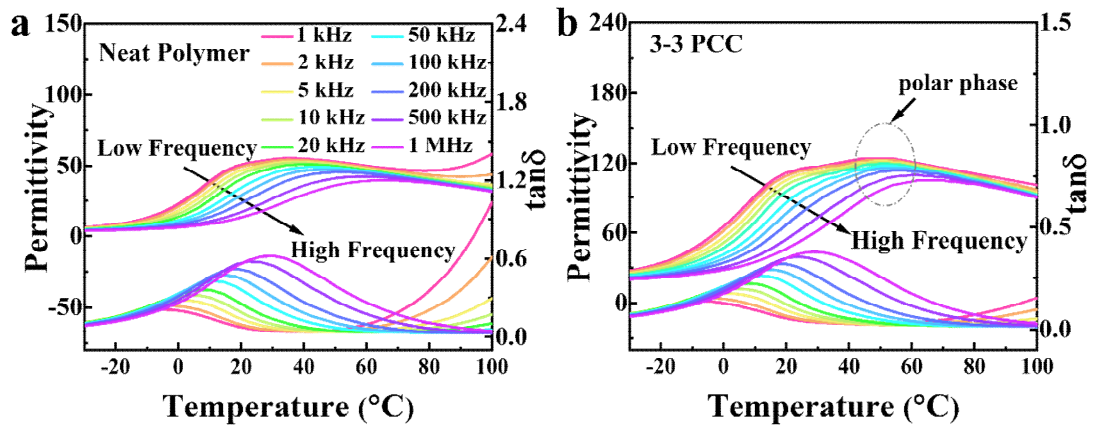 a
Neat Polymer
1 kHz
2 kHz
5 kHz
10 kHz
20 kHz
50 kHz
100 kHz
200 kHz
500 kHz
1 MHz
Low Frequency
High Frequency
Permittivity
150
100
50
0
-50
tanδ
2.4
1.8
1.2
0.6
0.0
-20 0 20 40 60 80 100
Temperature (°C)
b
3-3 PCC
polar phase
Low Frequency
High Frequency
Permittivity
240
180
120
60
0
tanδ
1.5
1.0
0.5
0.0
-20 0 20 40 60 80 100
Temperature (°C)